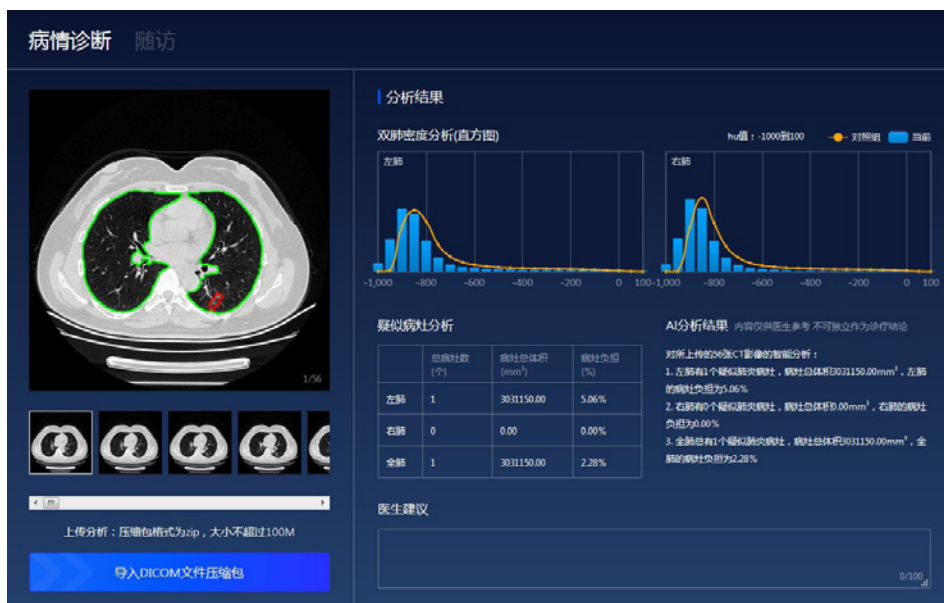 病情诊断 随访
1/56
上传分析：压缩包格式为zip，大小不超过100M
导入DICOM文件压缩包
分析结果
双肺密度分析(直方图) hu值：-1000到100 对照组 当前
左肺 右肺
-1,000 -800 -600 -400 -200 0 100 -1,000 -800 -600 -400 -200 0 100
疑似病灶分析
总病灶数 病灶总体积 病灶负担
(个) (mm³) (%)
左肺 1 3031150.00 5.06%
右肺 0 0.00 0.00%
全肺 1 3031150.00 2.28%
AI分析结果 内容仅供医生参考 不可独立作为诊疗结论
对所上传的56张CT影像的智能分析：
1. 左肺有1个疑似肺炎病灶，病灶总体积3031150.00mm³，左肺
的病灶负担为5.06%
2. 右肺有0个疑似肺炎病灶，病灶总体积0.00mm³，右肺的病灶
负担为0.00%
3. 全肺总有1个疑似肺炎病灶，病灶总体积3031150.00mm³，全
肺的病灶负担为2.28%
医生建议
0/100